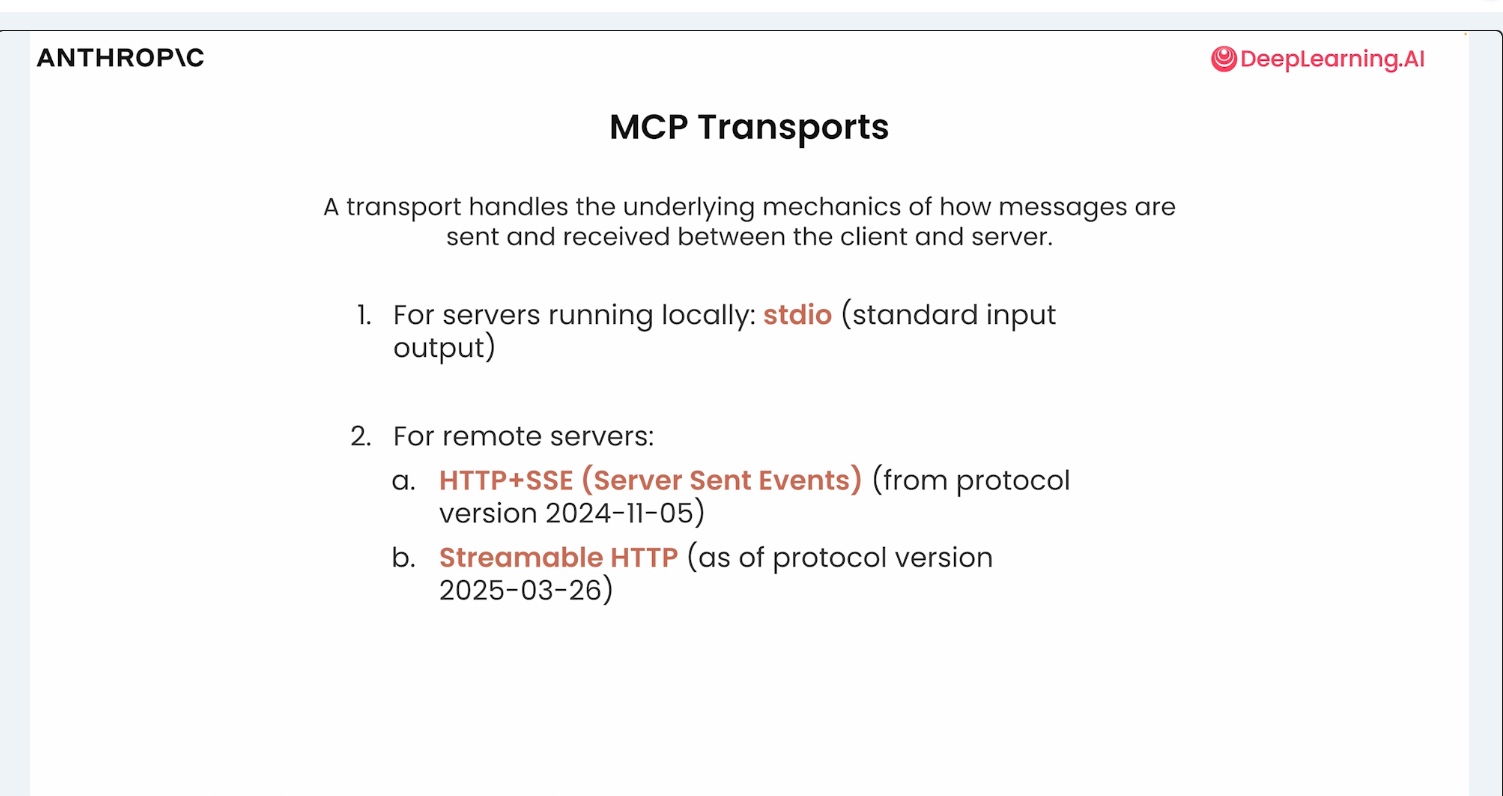 ANTHROP\C
DeepLearning.AI
MCP Transports
A transport handles the underlying mechanics of how messages are
sent and received between the client and server.
1. For servers running locally: stdio (standard input
output)
2. For remote servers:
a. HTTP+SSE (Server Sent Events) (from protocol
version 2024-11-05)
b. Streamable HTTP (as of protocol version
2025-03-26)